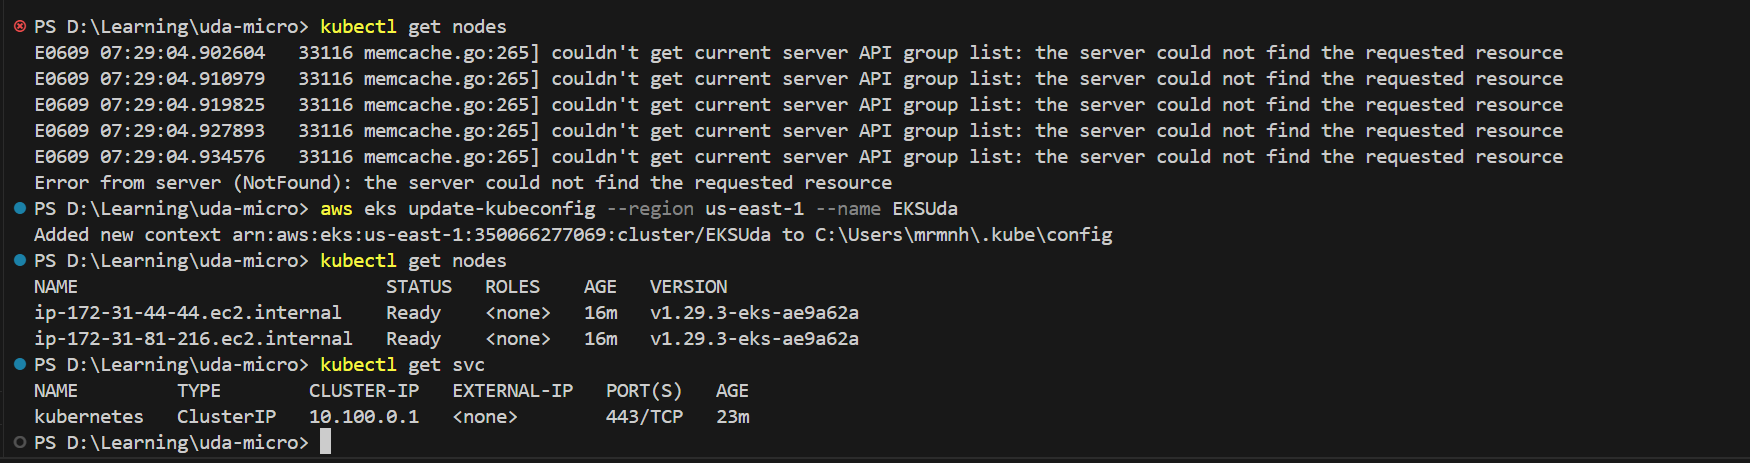 PS D:\Learning\uda-micro> kubectl get nodes
E0609 07:29:04.902604   33116 memcache.go:265] couldn't get current server API group list: the server could not find the requested resource
E0609 07:29:04.910979   33116 memcache.go:265] couldn't get current server API group list: the server could not find the requested resource
E0609 07:29:04.919825   33116 memcache.go:265] couldn't get current server API group list: the server could not find the requested resource
E0609 07:29:04.927893   33116 memcache.go:265] couldn't get current server API group list: the server could not find the requested resource
E0609 07:29:04.934576   33116 memcache.go:265] couldn't get current server API group list: the server could not find the requested resource
Error from server (NotFound): the server could not find the requested resource
PS D:\Learning\uda-micro> aws eks update-kubeconfig --region us-east-1 --name EKSUda
Added new context arn:aws:eks:us-east-1:350066277069:cluster/EKSUda to C:\Users\mrmnh\.kube\config
PS D:\Learning\uda-micro> kubectl get nodes
NAME                            STATUS   ROLES    AGE   VERSION
ip-172-31-44-44.ec2.internal    Ready    <none>   16m   v1.29.3-eks-ae9a62a
ip-172-31-81-216.ec2.internal   Ready    <none>   16m   v1.29.3-eks-ae9a62a
PS D:\Learning\uda-micro> kubectl get svc
NAME         TYPE        CLUSTER-IP   EXTERNAL-IP   PORT(S)   AGE
kubernetes   ClusterIP   10.100.0.1   <none>        443/TCP   23m
PS D:\Learning\uda-micro>